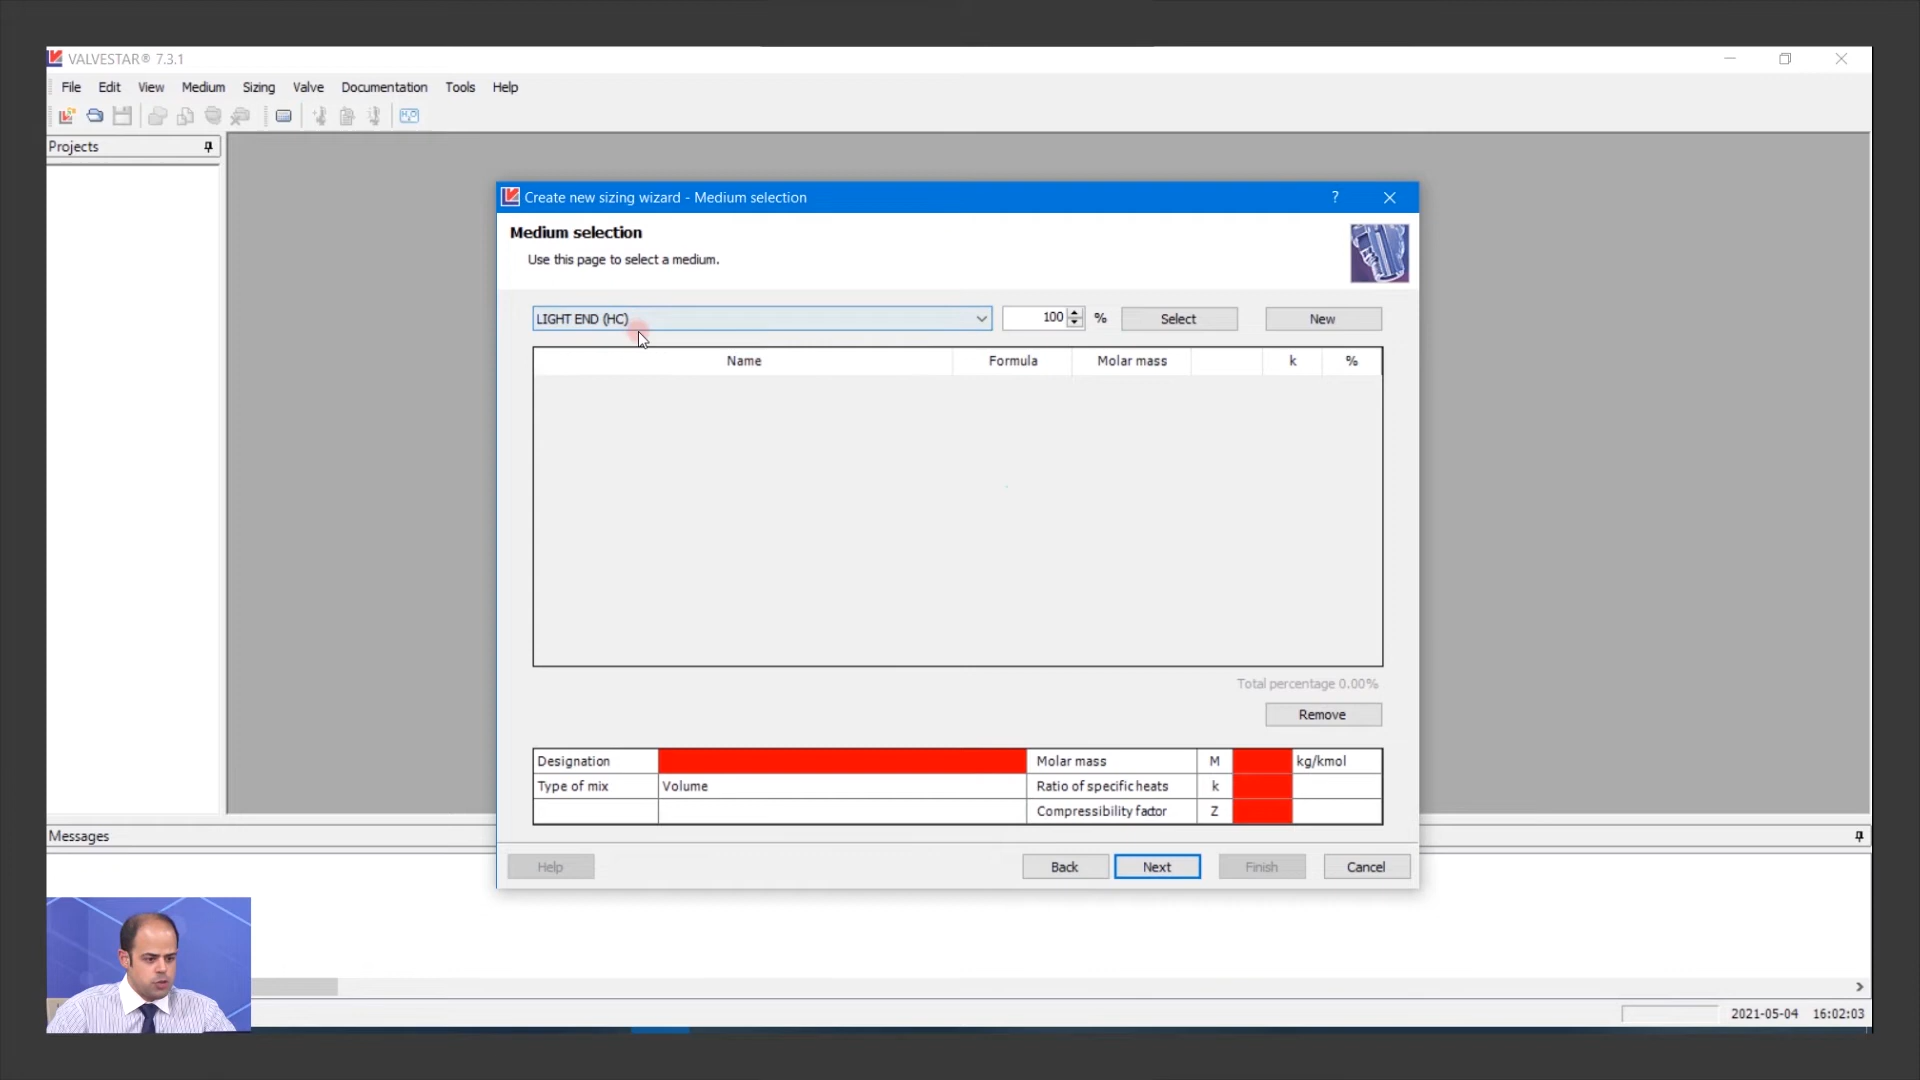 VALVESTAR® 7.3.1
File Edit View Medium Sizing Valve Documentation Tools Help
Projects
Create new sizing wizard - Medium selection ?
Medium selection
Use this page to select a medium.
LIGHT END (HC) 100 % Select New
Name Formula Molar mass k %
Total percentage 0.00%
Remove
Designation Molar mass M kg/kmol
Type of mix Volume Ratio of specific heats k
Compressibility factor Z
Messages
Help Back Next Finish Cancel
2021-05-04 16:02:03